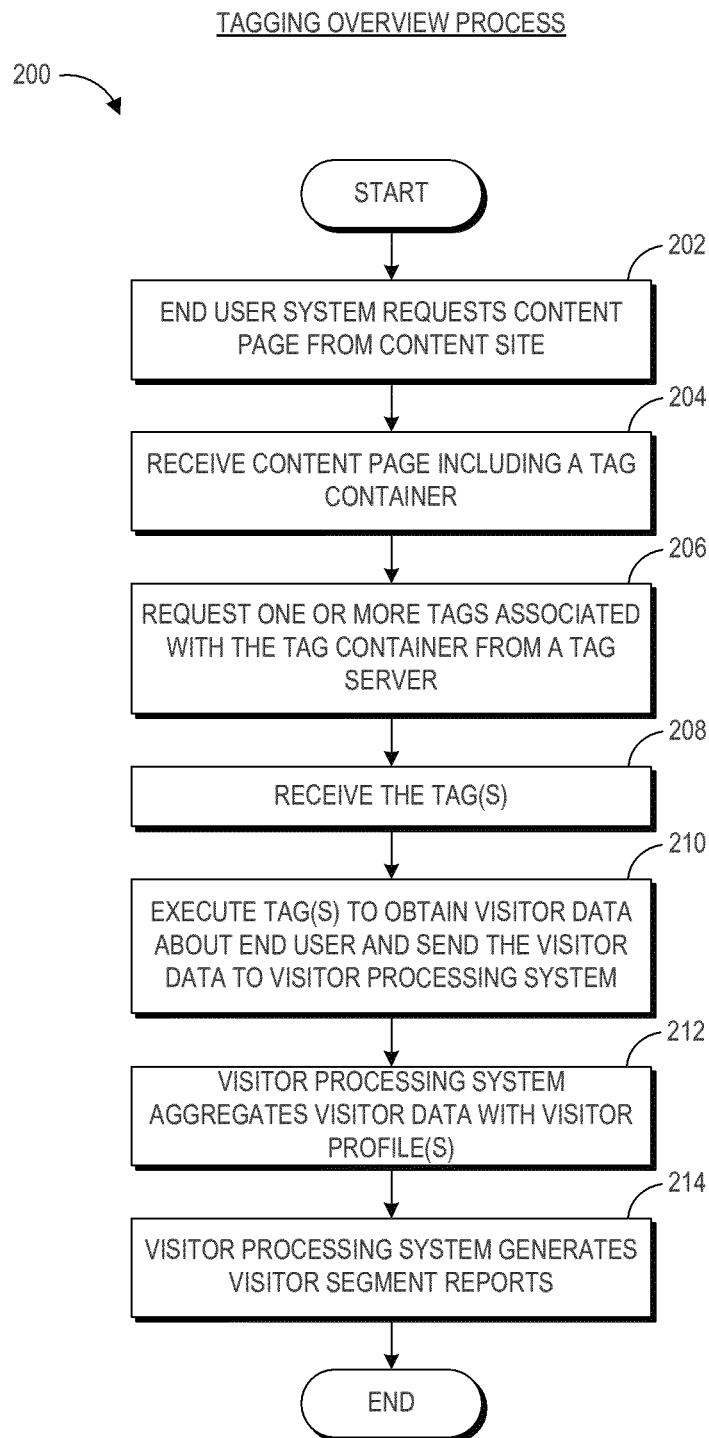 TAGGING OVERVIEW PROCESS
200
START
202
END USER SYSTEM REQUESTS CONTENT
PAGE FROM CONTENT SITE
204
RECEIVE CONTENT PAGE INCLUDING A TAG
CONTAINER
206
REQUEST ONE OR MORE TAGS ASSOCIATED
WITH THE TAG CONTAINER FROM A TAG
SERVER
208
RECEIVE THE TAG(S)
210
EXECUTE TAG(S) TO OBTAIN VISITOR DATA
ABOUT END USER AND SEND THE VISITOR
DATA TO VISITOR PROCESSING SYSTEM
212
VISITOR PROCESSING SYSTEM
AGGREGATES VISITOR DATA WITH VISITOR
PROFILE(S)
214
VISITOR PROCESSING SYSTEM GENERATES
VISITOR SEGMENT REPORTS
END